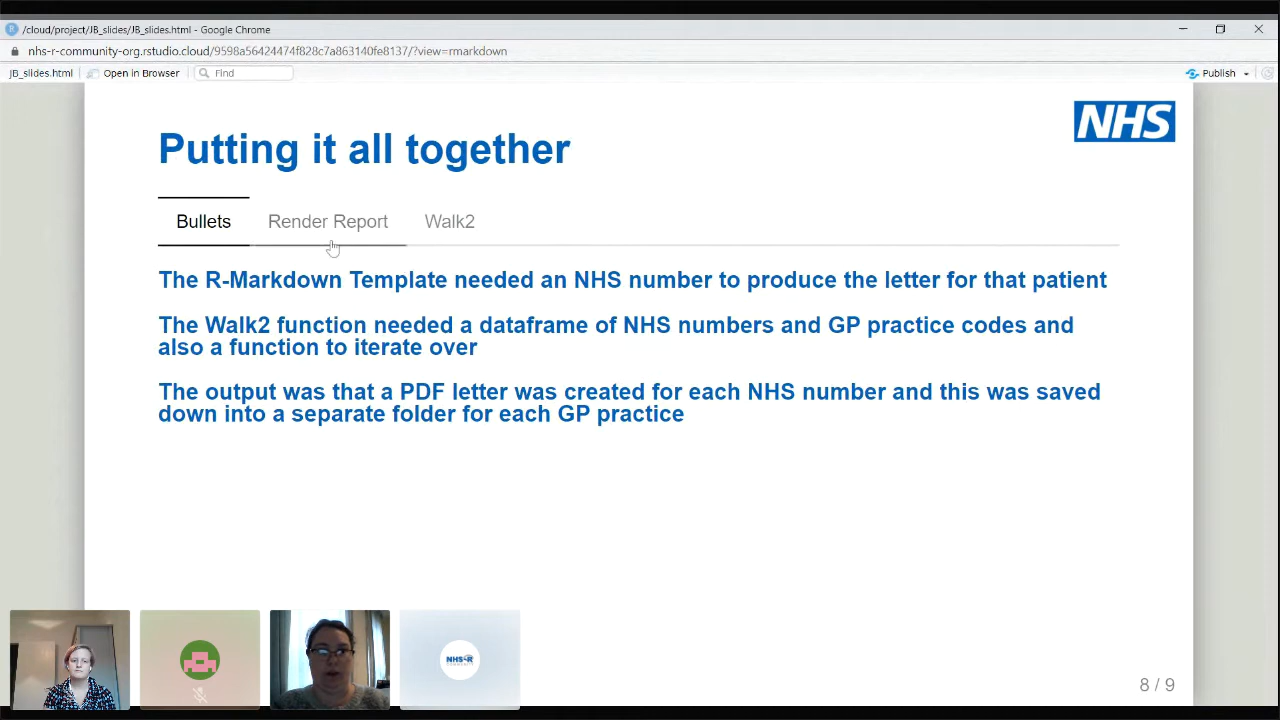 /cloud/project/JB_slides/JB_slides.html - Google Chrome
nhs-r-community-org.rstudio.cloud/9598a56424474f828c7a863140fe8137/?view=rmarkdown
JB_slides.html Open in Browser Find Publish
NHS
Putting it all together
Bullets Render Report Walk2
The R-Markdown Template needed an NHS number to produce the letter for that patient
The Walk2 function needed a dataframe of NHS numbers and GP practice codes and
also a function to iterate over
The output was that a PDF letter was created for each NHS number and this was saved
down into a separate folder for each GP practice
NHS-R
COMMUNITY
8 / 9